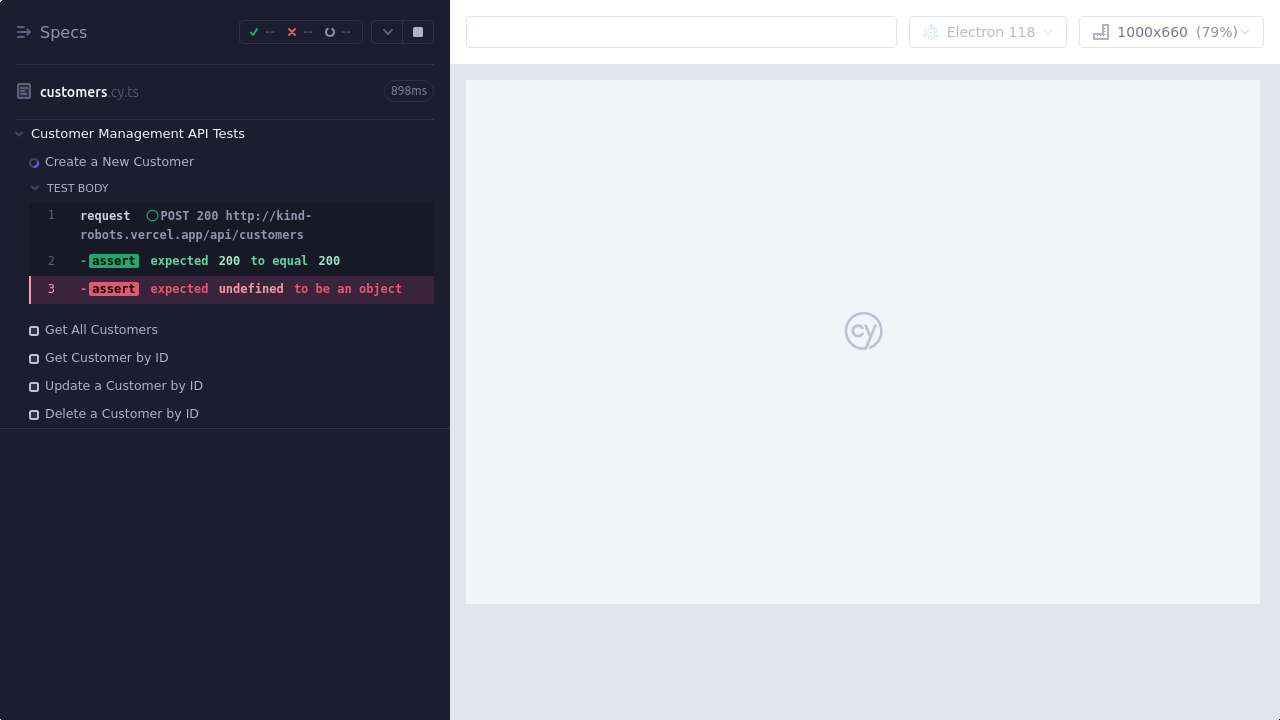 Specs
-- -- --
customers.cy.ts 898ms
Customer Management API Tests
Create a New Customer
TEST BODY
1 request POST 200 http://kind-
robots.vercel.app/api/customers
2 -assert expected 200 to equal 200
3 -assert expected undefined to be an object
Get All Customers
Get Customer by ID
Update a Customer by ID
Delete a Customer by ID
Electron 118
1000x660 (79%)
cy